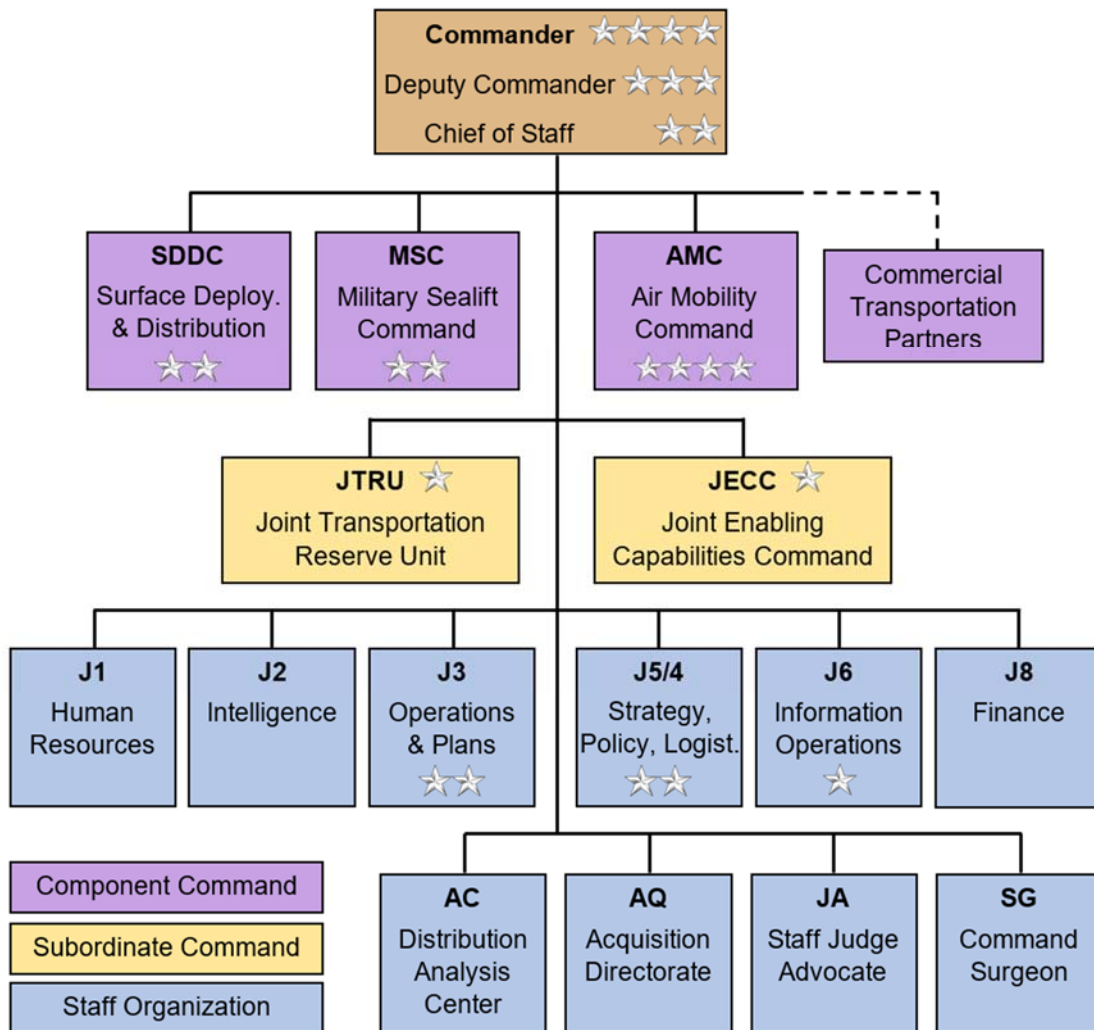 Commander
Deputy Commander
Chief of Staff
SDDC
Surface Deploy.
& Distribution
MSC
Military Sealift
Command
AMC
Air Mobility
Command
Commercial
Transportation
Partners
JTRU
Joint Transportation
Reserve Unit
JECC
Joint Enabling
Capabilities Command
J1
Human
Resources
J2
Intelligence
J3
Operations
& Plans
J5/4
Strategy,
Policy, Logist.
J6
Information
Operations
J8
Finance
Component Command
Subordinate Command
Staff Organization
AC
Distribution
Analysis
Center
AQ
Acquisition
Directorate
JA
Staff Judge
Advocate
SG
Command
Surgeon